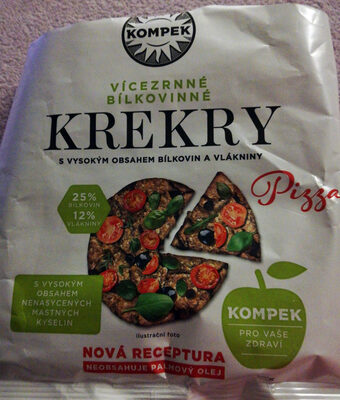 KOMPEK
VÍCEZRNNÉ
BÍLKOVINNÉ
KREKRY
S VYSOKÝM OBSAHEM BÍLKOVIN A VLÁKNINY
Pizza
25%
BÍLKOVIN
12%
VLÁKNINY
S VYSOKÝM
OBSAHEM
NENASYCENÝCH
MASTNÝCH
KYSELIN
KOMPEK
PRO VAŠE
ZDRAVÍ
ilustrační foto
NOVÁ RECEPTURA
NEOBSAHUJE PALMOVÝ OLEJ